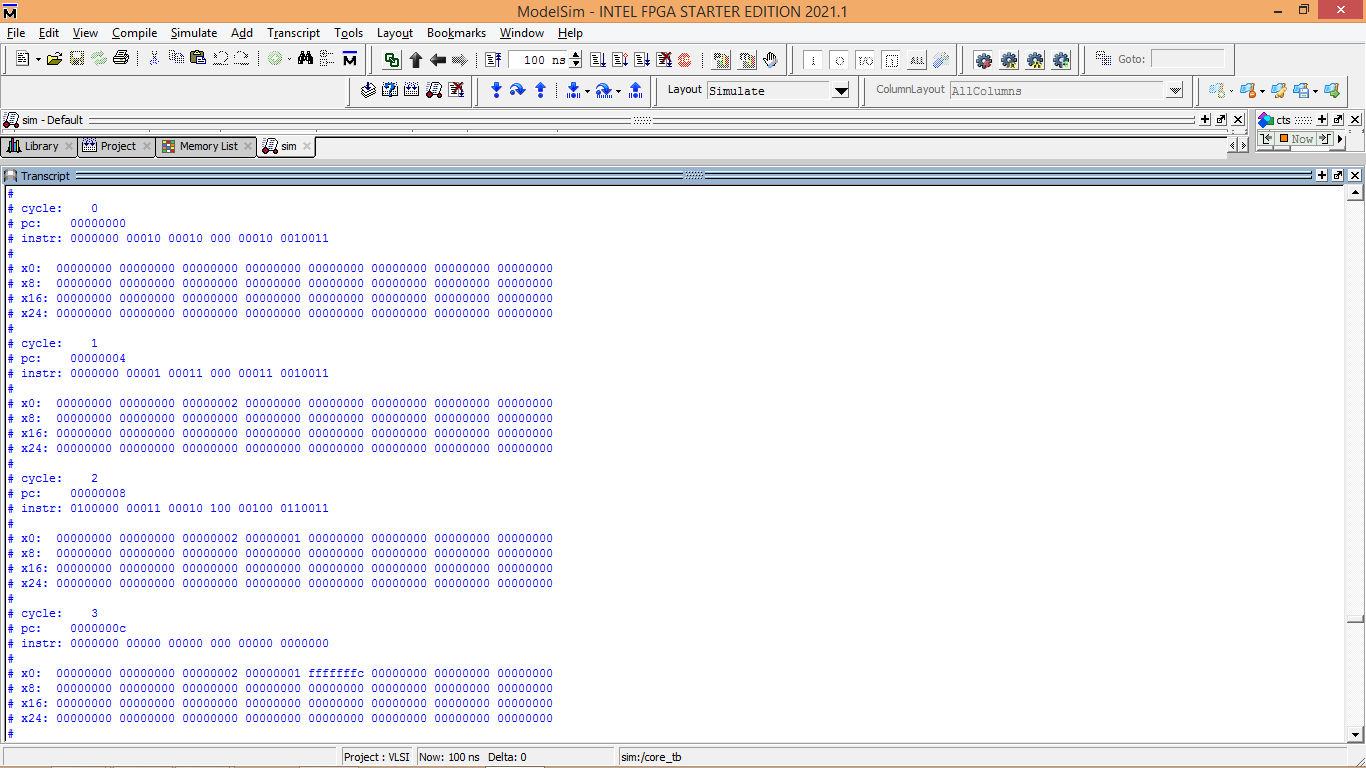 ModelSim - INTEL FPGA STARTER EDITION 2021.1
File Edit View Compile Simulate Add Transcript Tools Layout Bookmarks Window Help
100 ns
ALL
Goto:
Layout Simulate
ColumnLayout AllColumns
sim - Default
cts
Library Project Memory List sim
Now
Transcript
#
# cycle: 0
# pc: 00000000
# instr: 0000000 00010 00010 000 00010 0010011
#
# x0: 00000000 00000000 00000000 00000000 00000000 00000000 00000000 00000000
# x8: 00000000 00000000 00000000 00000000 00000000 00000000 00000000 00000000
# x16: 00000000 00000000 00000000 00000000 00000000 00000000 00000000 00000000
# x24: 00000000 00000000 00000000 00000000 00000000 00000000 00000000 00000000
#
# cycle: 1
# pc: 00000004
# instr: 0000000 00001 00011 000 00011 0010011
#
# x0: 00000000 00000000 00000002 00000000 00000000 00000000 00000000 00000000
# x8: 00000000 00000000 00000000 00000000 00000000 00000000 00000000 00000000
# x16: 00000000 00000000 00000000 00000000 00000000 00000000 00000000 00000000
# x24: 00000000 00000000 00000000 00000000 00000000 00000000 00000000 00000000
#
# cycle: 2
# pc: 00000008
# instr: 0100000 00011 00010 100 00100 0110011
#
# x0: 00000000 00000000 00000002 00000001 00000000 00000000 00000000 00000000
# x8: 00000000 00000000 00000000 00000000 00000000 00000000 00000000 00000000
# x16: 00000000 00000000 00000000 00000000 00000000 00000000 00000000 00000000
# x24: 00000000 00000000 00000000 00000000 00000000 00000000 00000000 00000000
#
# cycle: 3
# pc: 0000000c
# instr: 0000000 00000 00000 000 00000 0000000
#
# x0: 00000000 00000000 00000002 00000001 fffffffc 00000000 00000000 00000000
# x8: 00000000 00000000 00000000 00000000 00000000 00000000 00000000 00000000
# x16: 00000000 00000000 00000000 00000000 00000000 00000000 00000000 00000000
# x24: 00000000 00000000 00000000 00000000 00000000 00000000 00000000 00000000
#
Project : VLSI Now: 100 ns Delta: 0 sim:/core_tb